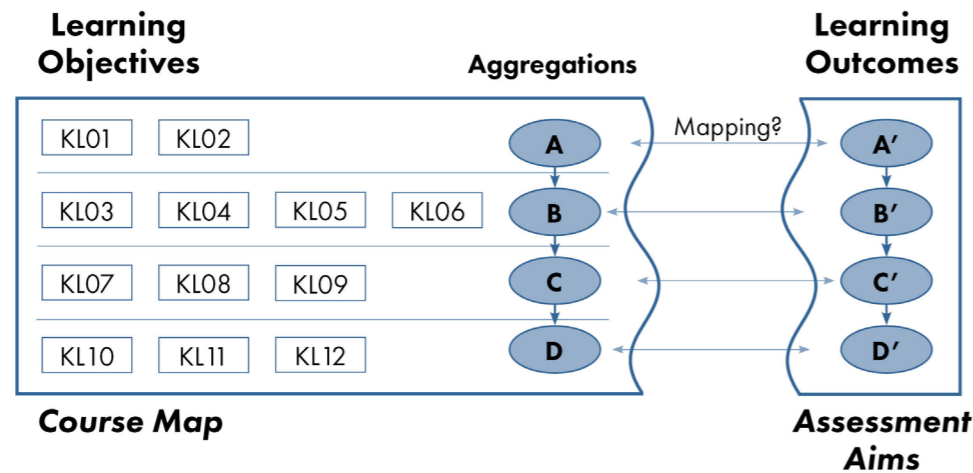 Learning
Objectives
Aggregations
Learning
Outcomes
KL01 KL02 A Mapping? A′
KL03 KL04 KL05 KL06 B B′
KL07 KL08 KL09 C C′
KL10 KL11 KL12 D D′
Course Map
Assessment
Aims